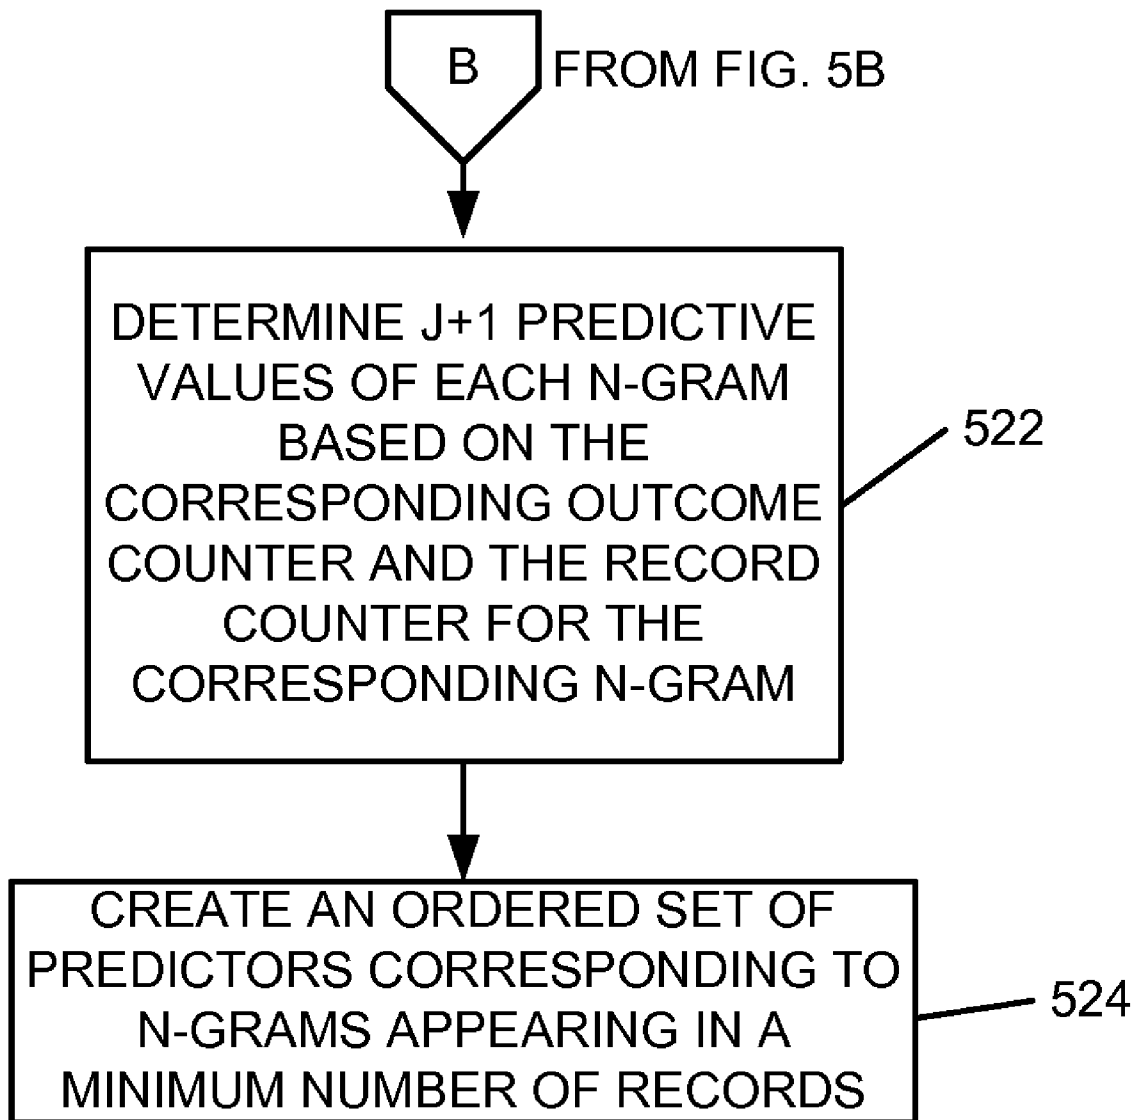 B
FROM FIG. 5B
DETERMINE J+1 PREDICTIVE
VALUES OF EACH N-GRAM
BASED ON THE
CORRESPONDING OUTCOME
COUNTER AND THE RECORD
COUNTER FOR THE
CORRESPONDING N-GRAM
522
CREATE AN ORDERED SET OF
PREDICTORS CORRESPONDING TO
N-GRAMS APPEARING IN A
MINIMUM NUMBER OF RECORDS
524